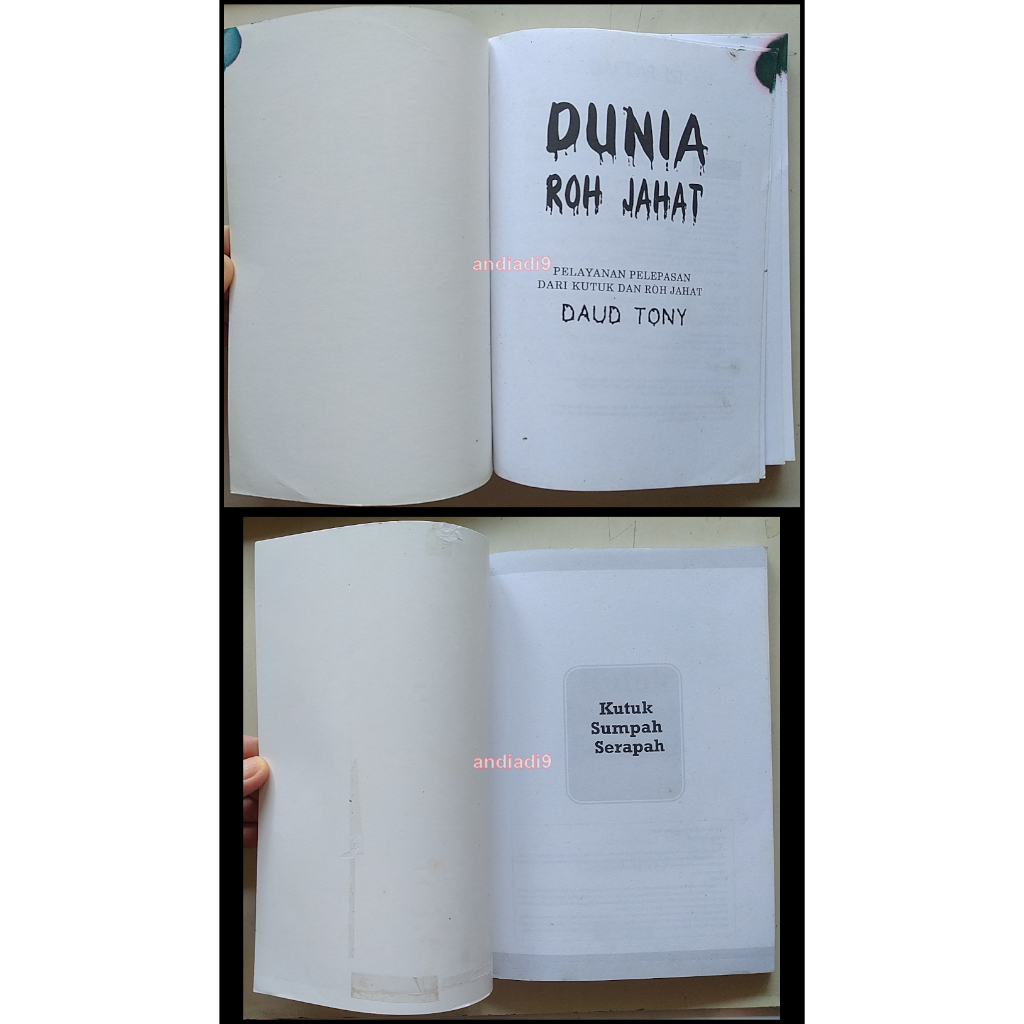 DUNIA
ROH JAHAT
andiadi9
PELAYANAN PELEPASAN
DARI KUTUK DAN ROH JAHAT
DAUD TONY
Kutuk
Sumpah
Serapah
andiadi9